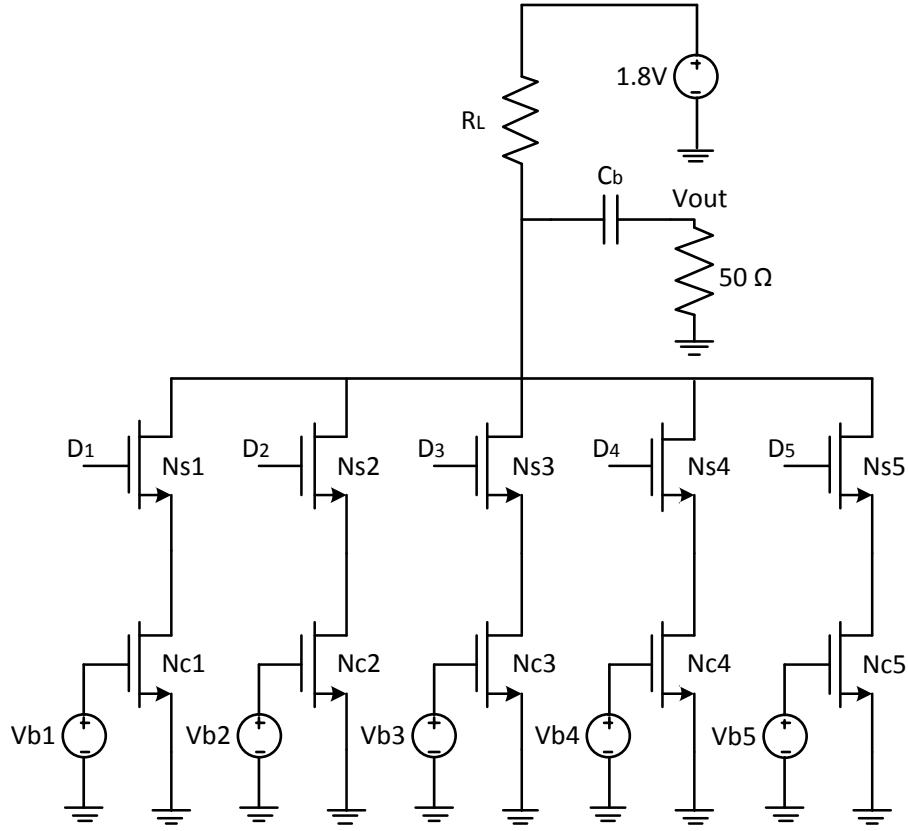 1.8V
RL
Cb
Vout
50 Ω
D1 D2 D3 D4 D5
Ns1 Ns2 Ns3 Ns4 Ns5
Nc1 Nc2 Nc3 Nc4 Nc5
Vb1 Vb2 Vb3 Vb4 Vb5